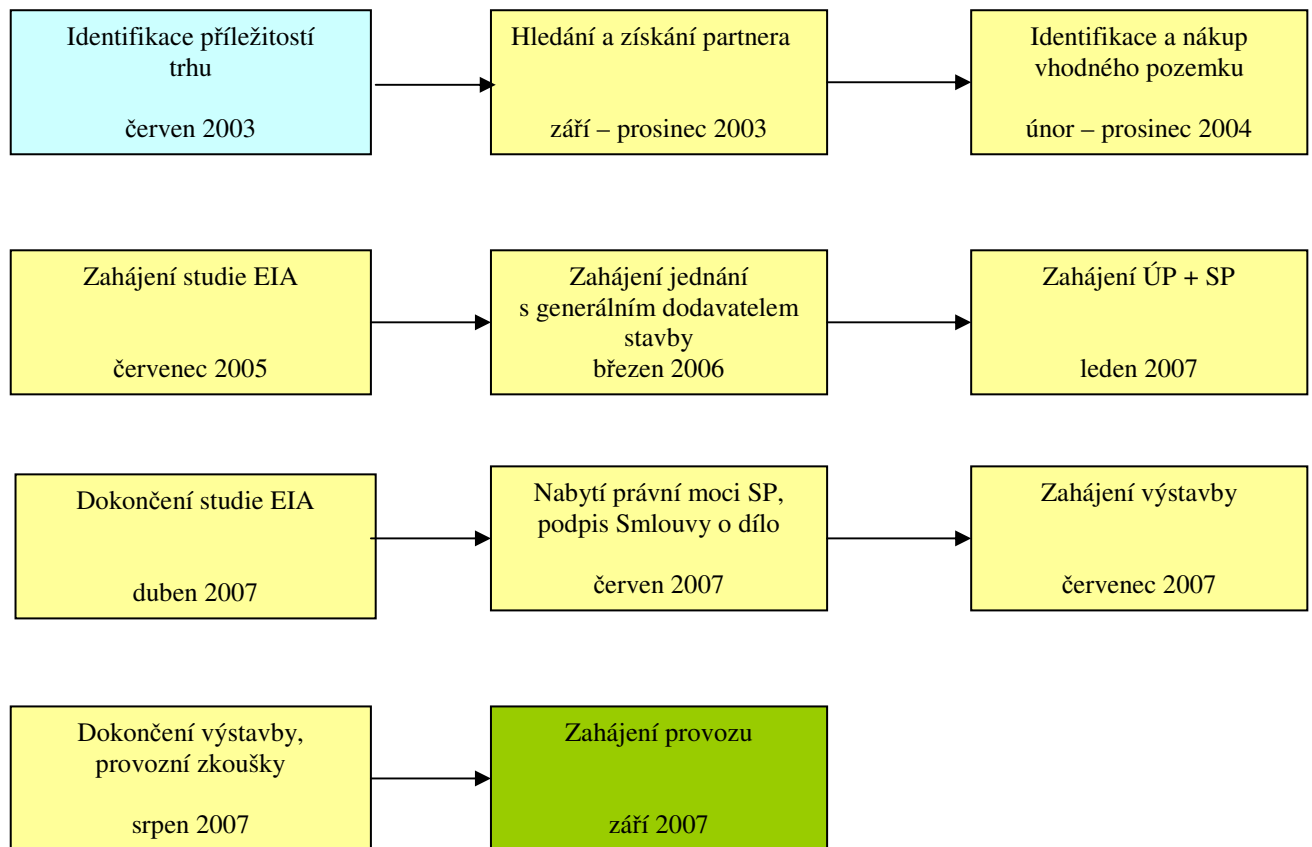 Identifikace příležitostí
trhu
červen 2003
Hledání a získání partnera
září – prosinec 2003
Identifikace a nákup
vhodného pozemku
únor – prosinec 2004
Zahájení studie EIA
červenec 2005
Zahájení jednání
s generálním dodavatelem
stavby
březen 2006
Zahájení ÚP + SP
leden 2007
Dokončení studie EIA
duben 2007
Nabytí právní moci SP,
podpis Smlouvy o dílo
červen 2007
Zahájení výstavby
červenec 2007
Dokončení výstavby,
provozní zkoušky
srpen 2007
Zahájení provozu
září 2007